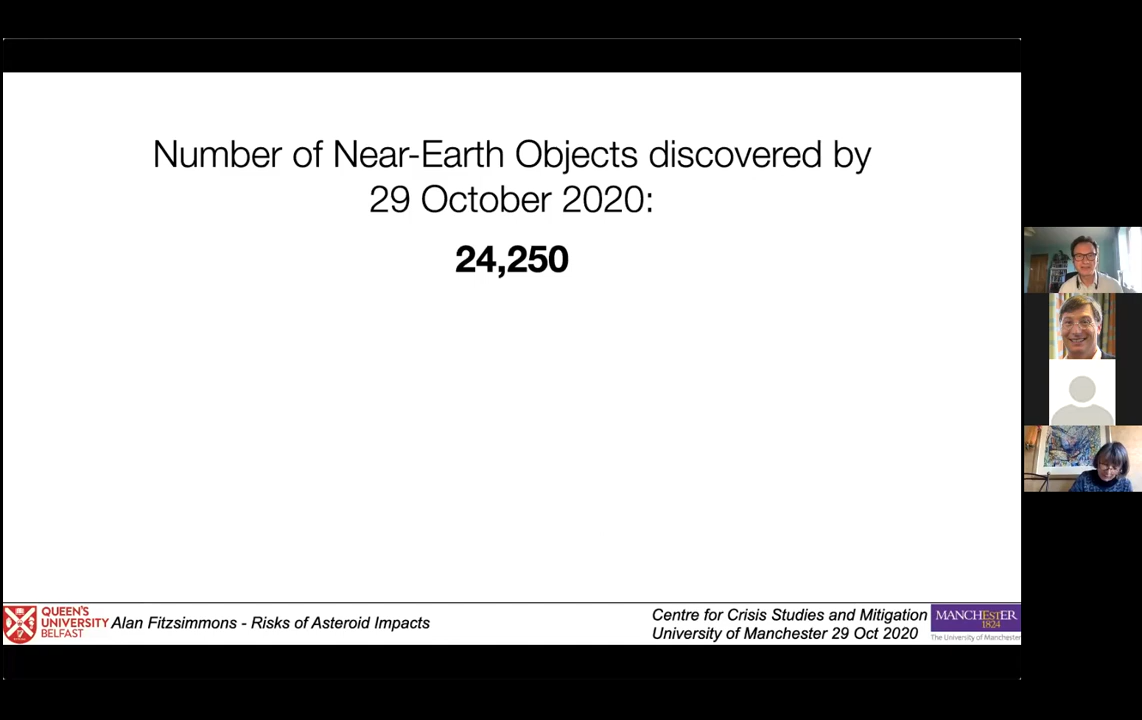 Number of Near-Earth Objects discovered by
29 October 2020:
24,250
QUEEN'S
UNIVERSITY
BELFAST
Alan Fitzsimmons - Risks of Asteroid Impacts
Centre for Crisis Studies and Mitigation
University of Manchester 29 Oct 2020
MANCHESTER
1824
The University of Manchester